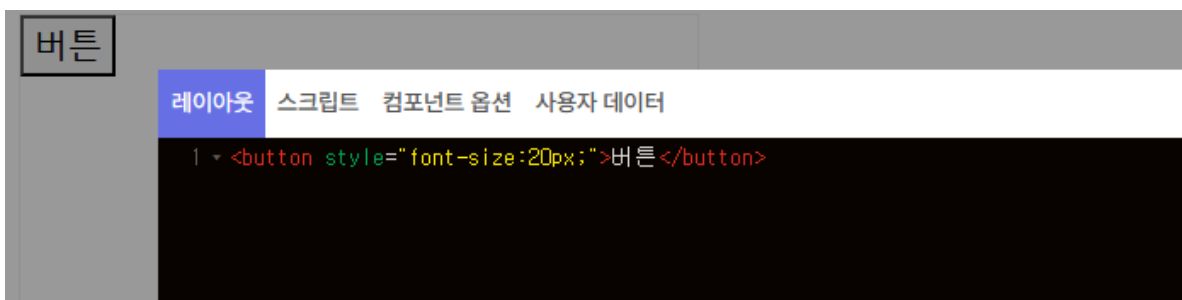 버튼
레이아웃 스크립트 컴포넌트 옵션 사용자 데이터
1 <button style="font-size:20px;">버튼</button>